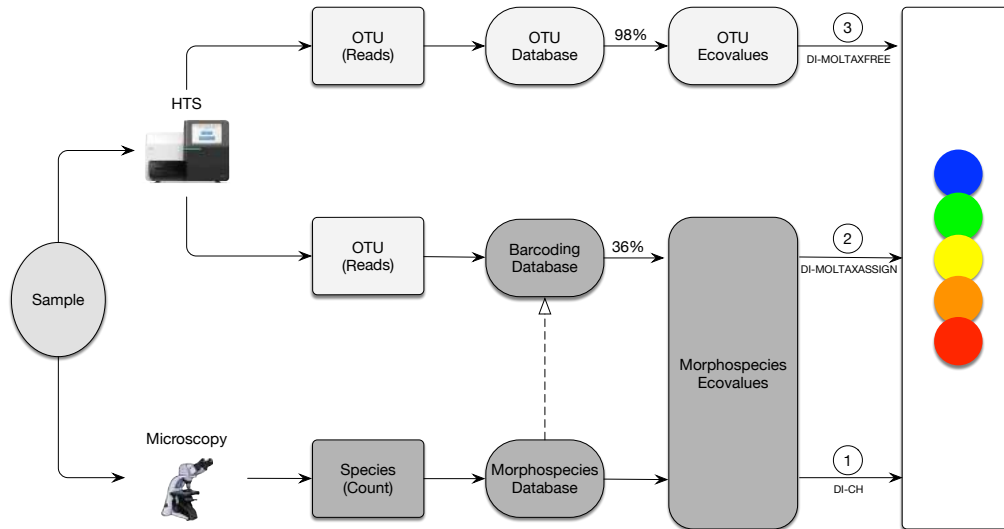 OTU
(Reads)
OTU
Database
98%
OTU
Ecovalues
3
DI-MOLTAXFREE
HTS
OTU
(Reads)
Barcoding
Database
36%
2
DI-MOLTAXASSIGN
Sample
Morphospecies
Ecovalues
Microscopy
Species
(Count)
Morphospecies
Database
1
DI-CH